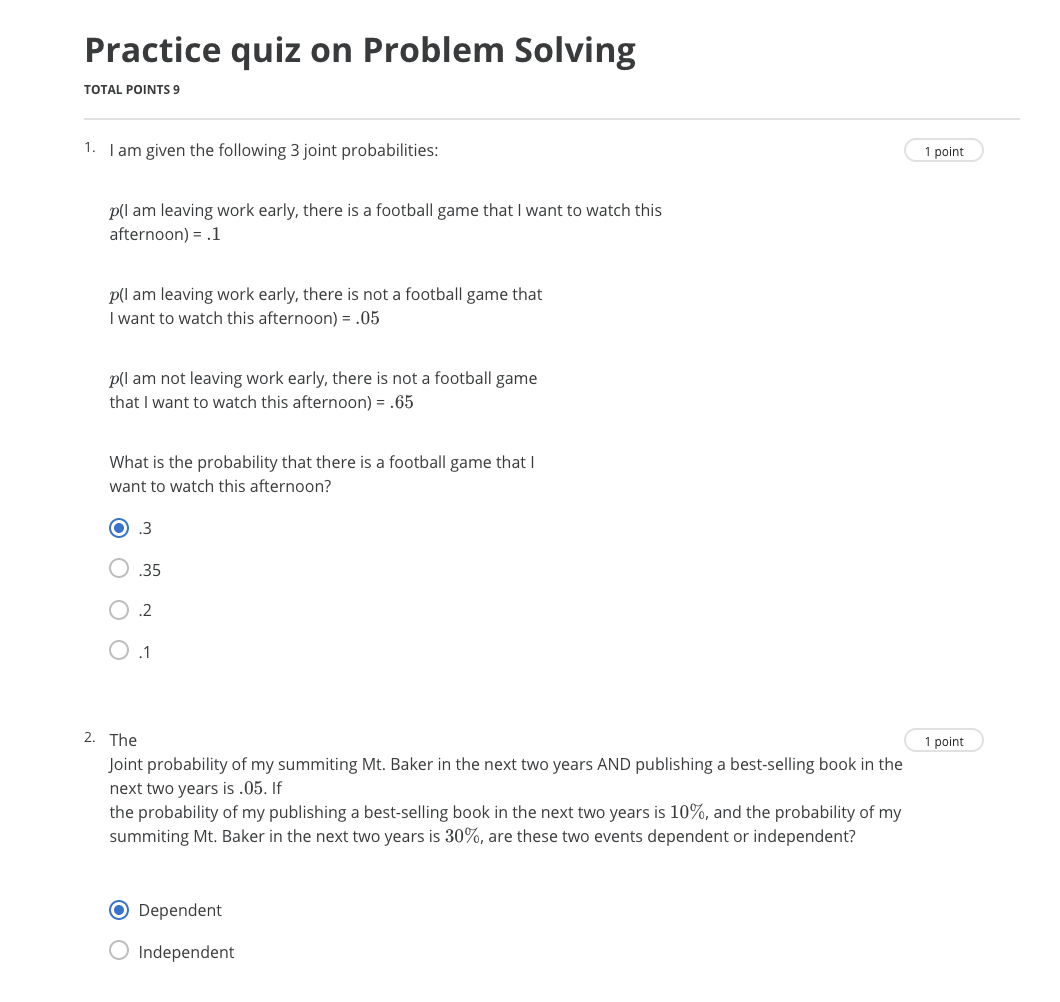 Practice quiz on Problem Solving
TOTAL POINTS 9
1. I am given the following 3 joint probabilities:
1 point
p(I am leaving work early, there is a football game that I want to watch this
afternoon) = .1
p(I am leaving work early, there is not a football game that
I want to watch this afternoon) = .05
p(I am not leaving work early, there is not a football game
that I want to watch this afternoon) = .65
What is the probability that there is a football game that I
want to watch this afternoon?
.3
.35
.2
.1
2. The
1 point
Joint probability of my summiting Mt. Baker in the next two years AND publishing a best-selling book in the
next two years is .05. If
the probability of my publishing a best-selling book in the next two years is 10%, and the probability of my
summiting Mt. Baker in the next two years is 30%, are these two events dependent or independent?
Dependent
Independent